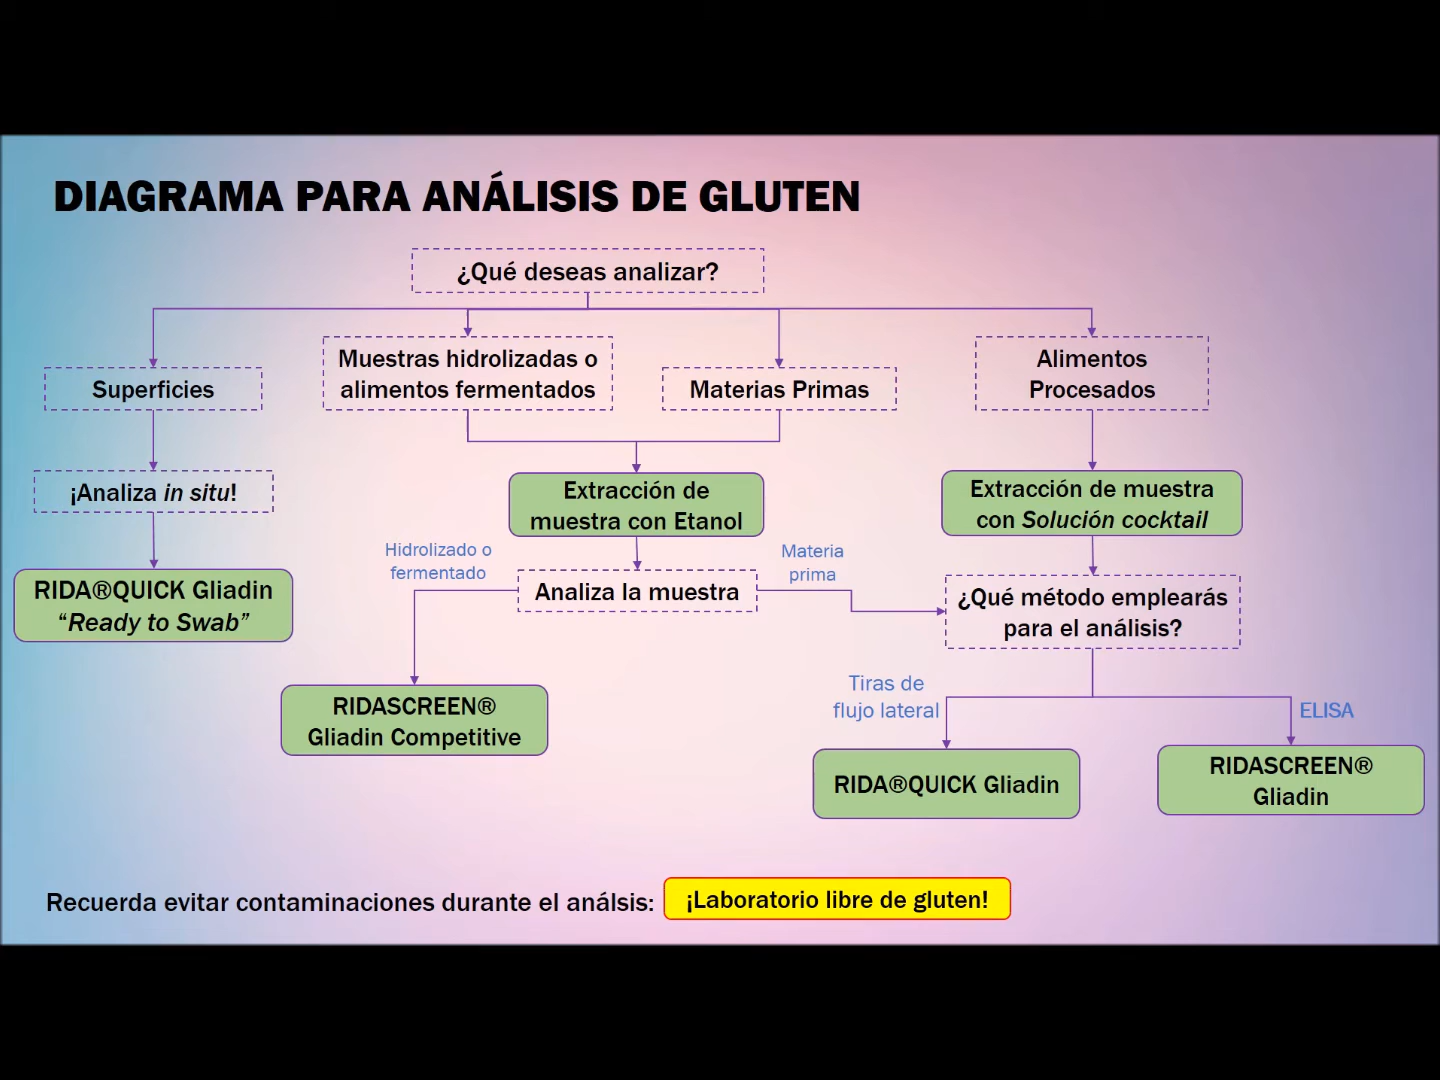 DIAGRAMA PARA ANÁLISIS DE GLUTEN
¿Qué deseas analizar?
Superficies
Muestras hidrolizadas o
alimentos fermentados
Materias Primas
Alimentos
Procesados
¡Analiza in situ!
Extracción de
muestra con Etanol
Extracción de muestra
con Solución cocktail
Hidrolizado o
fermentado
Analiza la muestra
Materia
prima
¿Qué método emplearás
para el análisis?
RIDA®QUICK Gliadin
“Ready to Swab”
RIDASCREEN®
Gliadin Competitive
Tiras de
flujo lateral
ELISA
RIDA®QUICK Gliadin
RIDASCREEN®
Gliadin
Recuerda evitar contaminaciones durante el análsis:
¡Laboratorio libre de gluten!